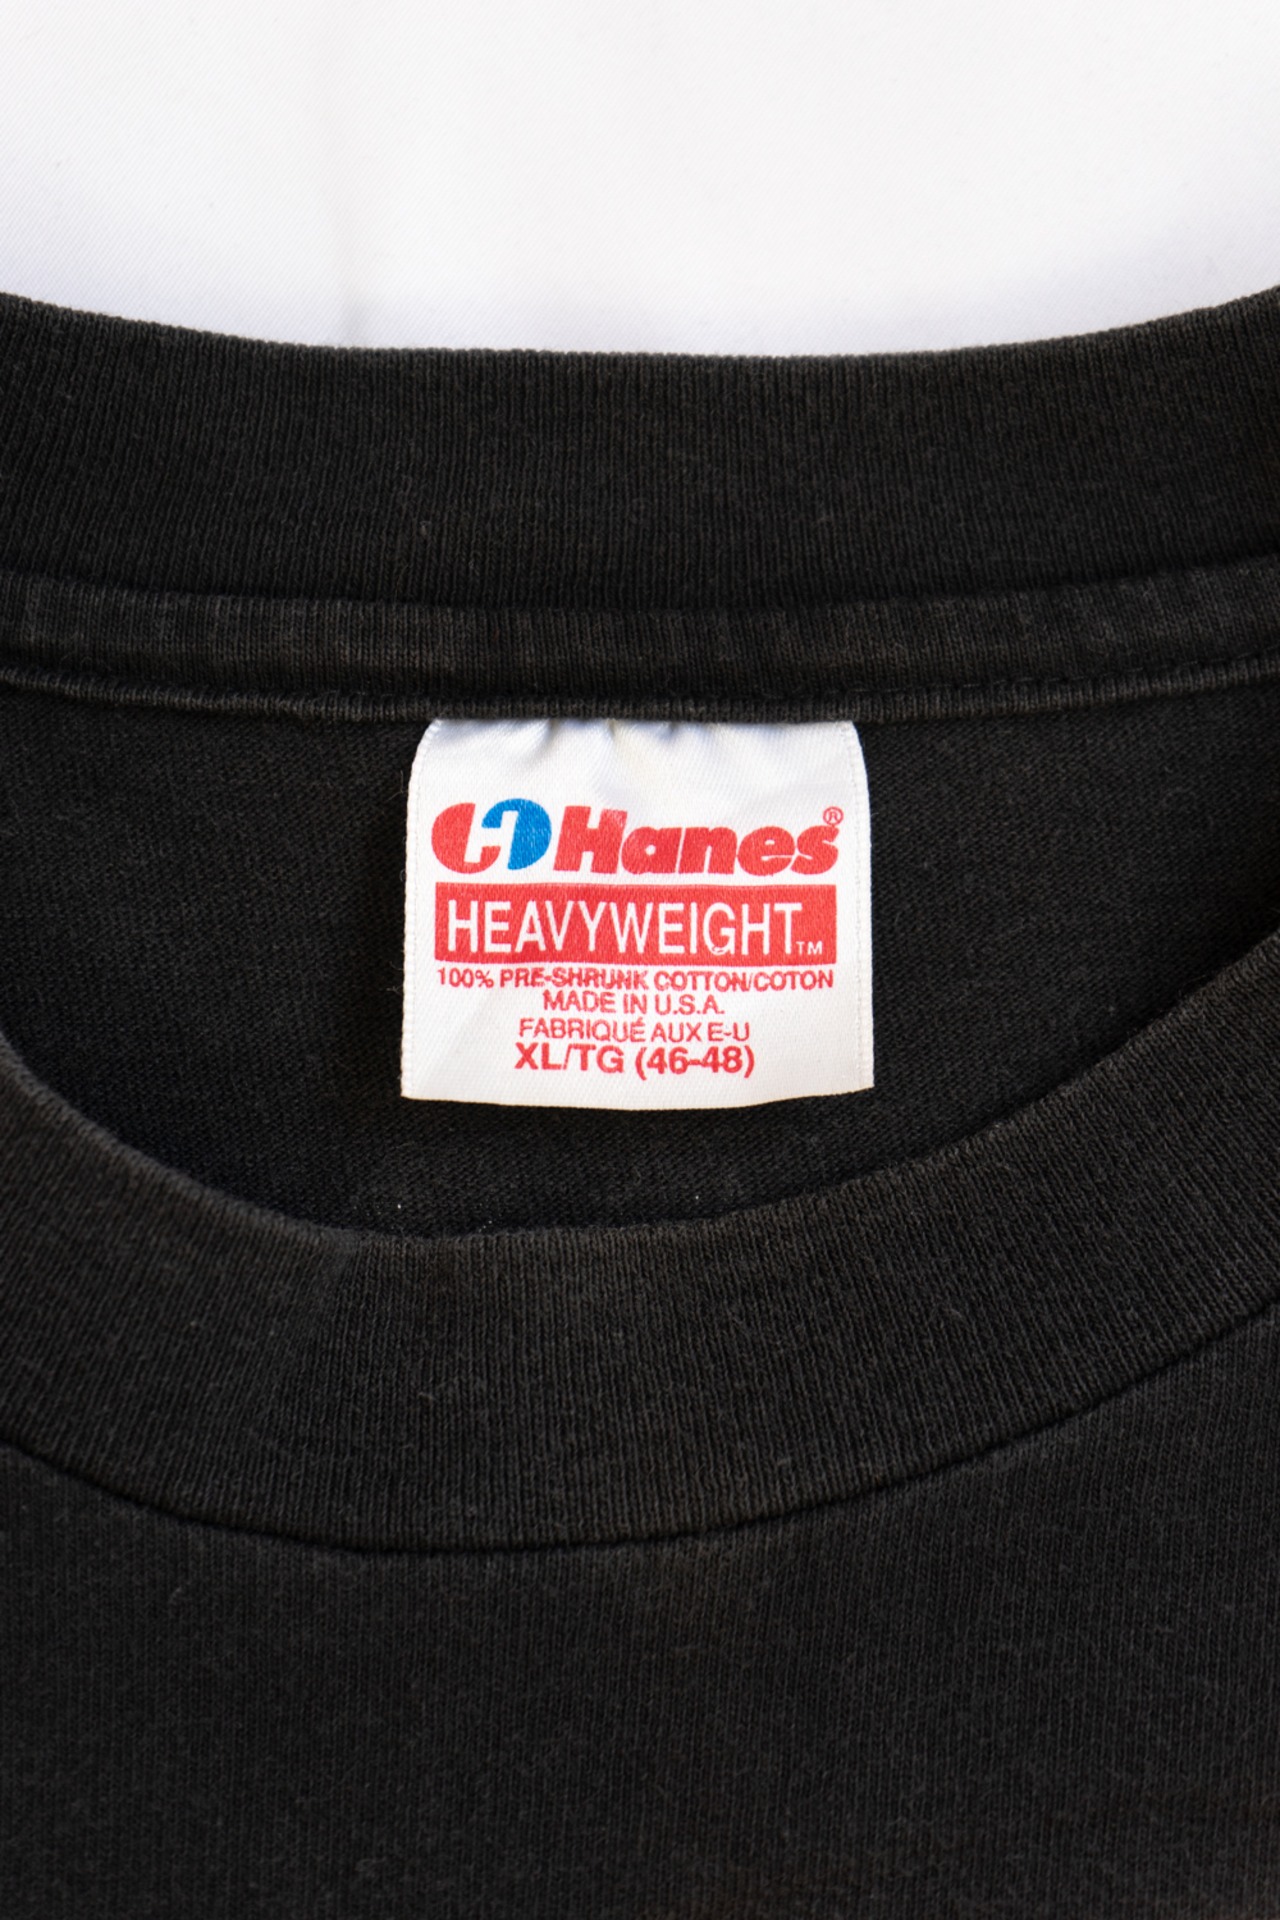 Hanes®
HEAVYWEIGHT™
100% PRE-SHRUNK COTTON/COTON
MADE IN U.S.A.
FABRIQUÉ AUX E-U
XL/TG (46-48)